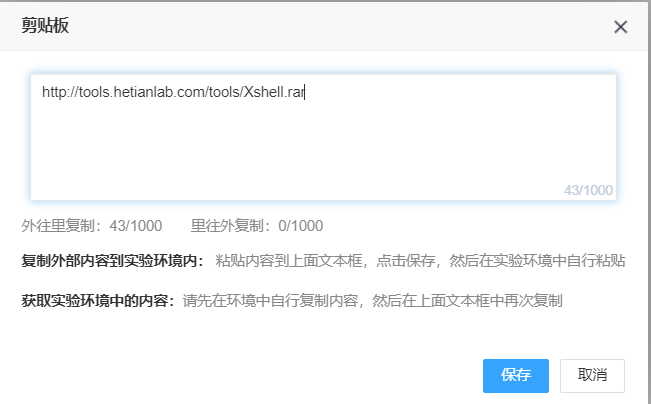 剪贴板
http://tools.hetianlab.com/tools/Xshell.rar
43/1000
外往里复制：43/1000 里往外复制：0/1000
复制外部内容到实验环境内： 粘贴内容到上面文本框，点击保存，然后在实验环境中自行粘贴
获取实验环境中的内容：请先在环境中自行复制内容，然后在上面文本框中再次复制
保存 取消